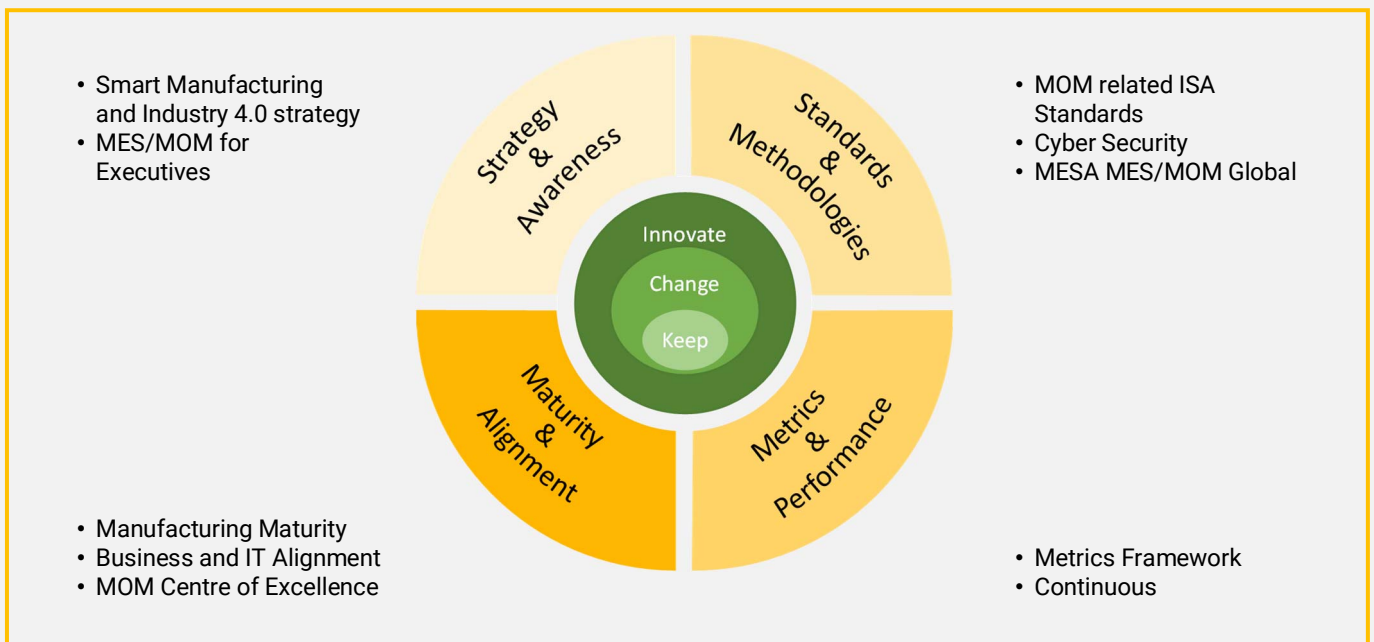 • Smart Manufacturing
and Industry 4.0 strategy
• MES/MOM for
Executives
Strategy
&
Awareness
Standards
&
Methodologies
• MOM related ISA
Standards
• Cyber Security
• MESA MES/MOM Global
Innovate
Change
Keep
Maturity
&
Alignment
Metrics
&
Performance
• Manufacturing Maturity
• Business and IT Alignment
• MOM Centre of Excellence
• Metrics Framework
• Continuous